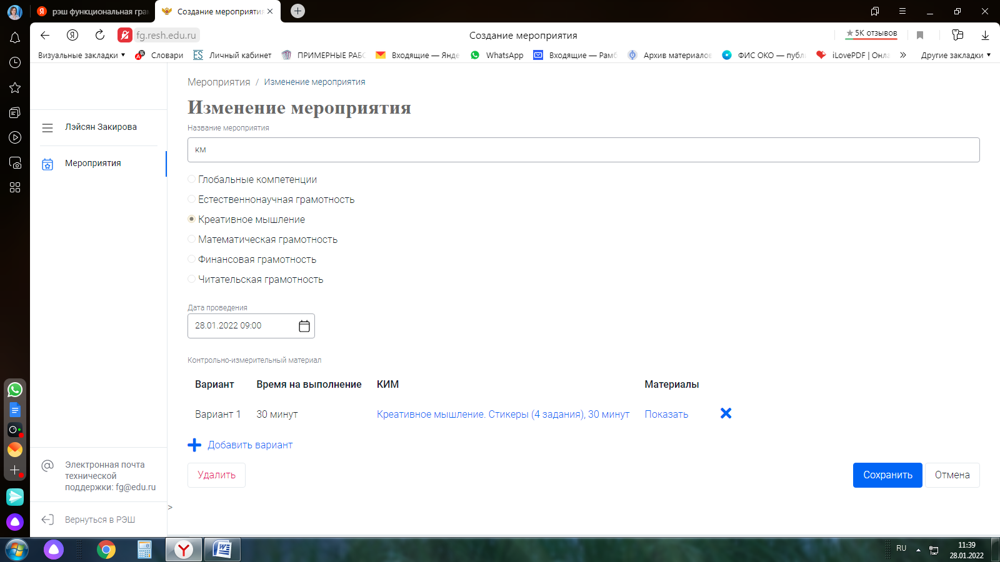 рэш функциональная гра
Создание мероприятия
fg.resh.edu.ru
Создание мероприятия
5K отзывов
Визуальные закладки
Словари
Личный кабинет
ПРИМЕРНЫЕ РАБО
Входящие — Янде
WhatsApp
Входящие — Рамб
Архив материалов
ФИС ОКО — публи
iLovePDF | Онла
Другие закладки
Мероприятия / Изменение мероприятия
Изменение мероприятия
Лэйсян Закирова
Мероприятия
Название мероприятия
км
Глобальные компетенции
Естественнонаучная грамотность
Креативное мышление
Математическая грамотность
Финансовая грамотность
Читательская грамотность
Дата проведения
28.01.2022 09:00
Контрольно-измерительный материал
Вариант Время на выполнение КИМ Материалы
Вариант 1 30 минут Креативное мышление. Стикеры (4 задания), 30 минут Показать
Добавить вариант
Удалить
Сохранить
Отмена
Электронная почта
технической
поддержки: fg@edu.ru
Вернуться в РЭШ
>
RU
11:39
28.01.2022